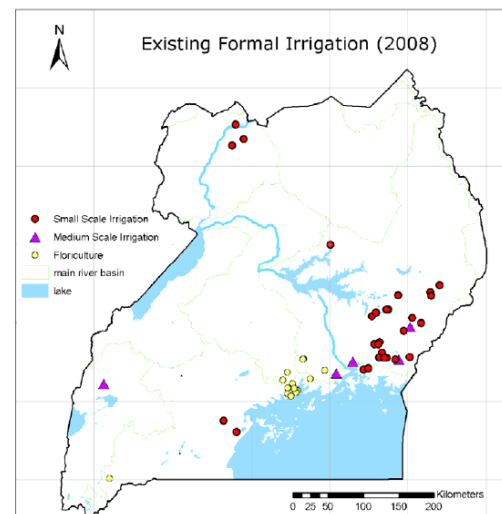 N
Existing Formal Irrigation (2008)
Small Scale Irrigation
Medium Scale Irrigation
Floriculture
main river basin
lake
Kilometers
0 25 50 100 150 200